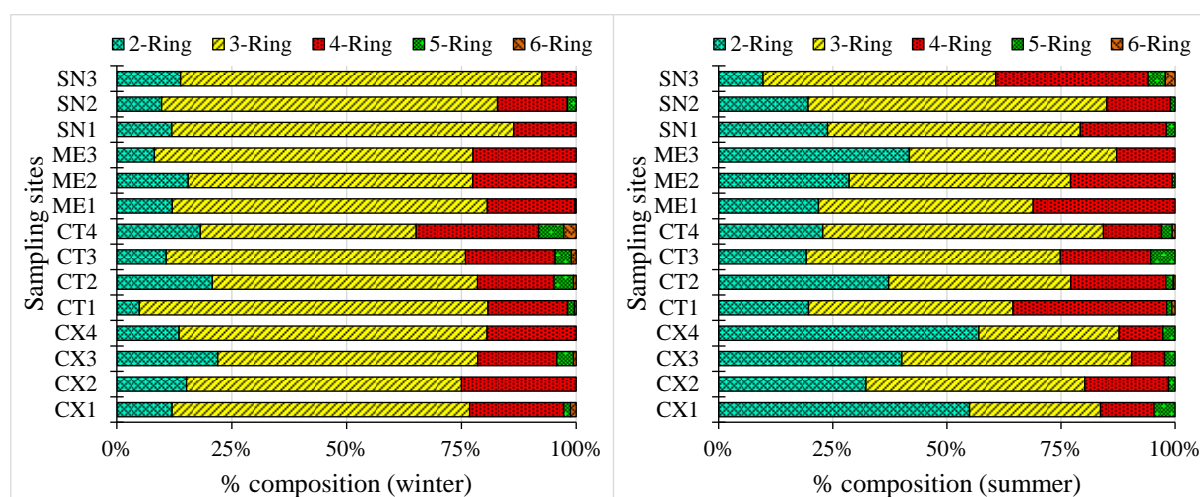 2-Ring 3-Ring 4-Ring 5-Ring 6-Ring
SN3
SN2
SN1
ME3
ME2
ME1
CT4
CT3
CT2
CT1
CX4
CX3
CX2
CX1
Sampling sites
0% 25% 50% 75% 100%
% composition (winter)
2-Ring 3-Ring 4-Ring 5-Ring 6-Ring
SN3
SN2
SN1
ME3
ME2
ME1
CT4
CT3
CT2
CT1
CX4
CX3
CX2
CX1
Sampling sites
0% 25% 50% 75% 100%
% composition (summer)